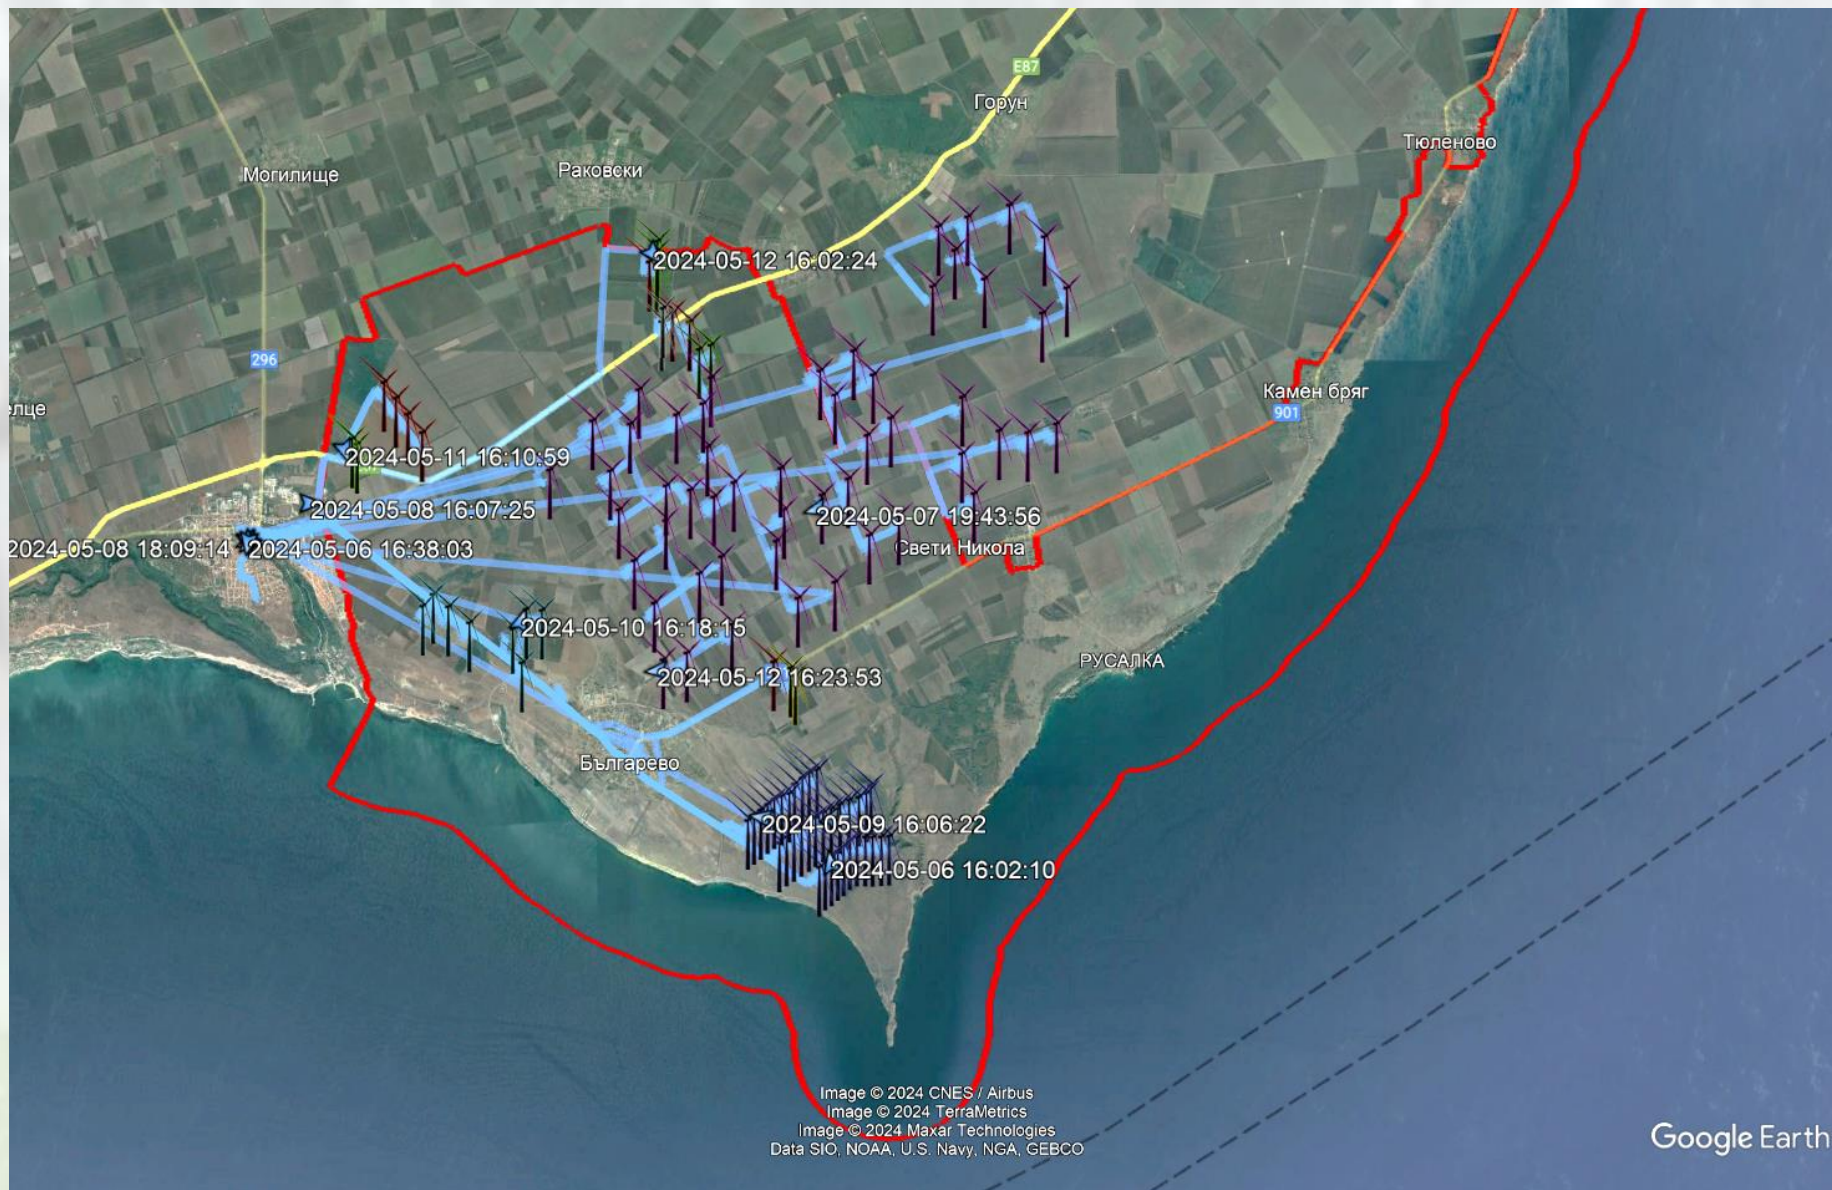 E87
Горун
Тюленово
Могилище
Раковски
2024-05-12 16:02:24
296
Камен бряг
901
елце
2024-05-11 16:10:59
2024-05-08 16:07:25
2024-05-07 19:43:56
2024-05-08 18:09:14
2024-05-06 16:38:03
Свети Никола
2024-05-10 16:18:15
РУСАЛКА
2024-05-12 16:23:53
Българево
2024-05-09 16:06:22
2024-05-06 16:02:10
Image © 2024 CNES / Airbus
Image © 2024 TerraMetrics
Image © 2024 Maxar Technologies
Data SIO, NOAA, U.S. Navy, NGA, GEBCO
Google Earth